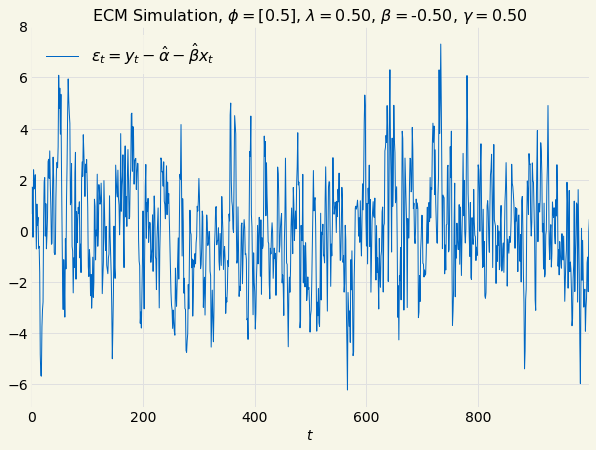 ECM Simulation, ϕ = [0.5], λ = 0.50, β = -0.50, γ = 0.50
8
εₜ = yₜ − α̂ − β̂xₜ
6
4
2
0
−2
−4
−6
0 200 400 600 800
t